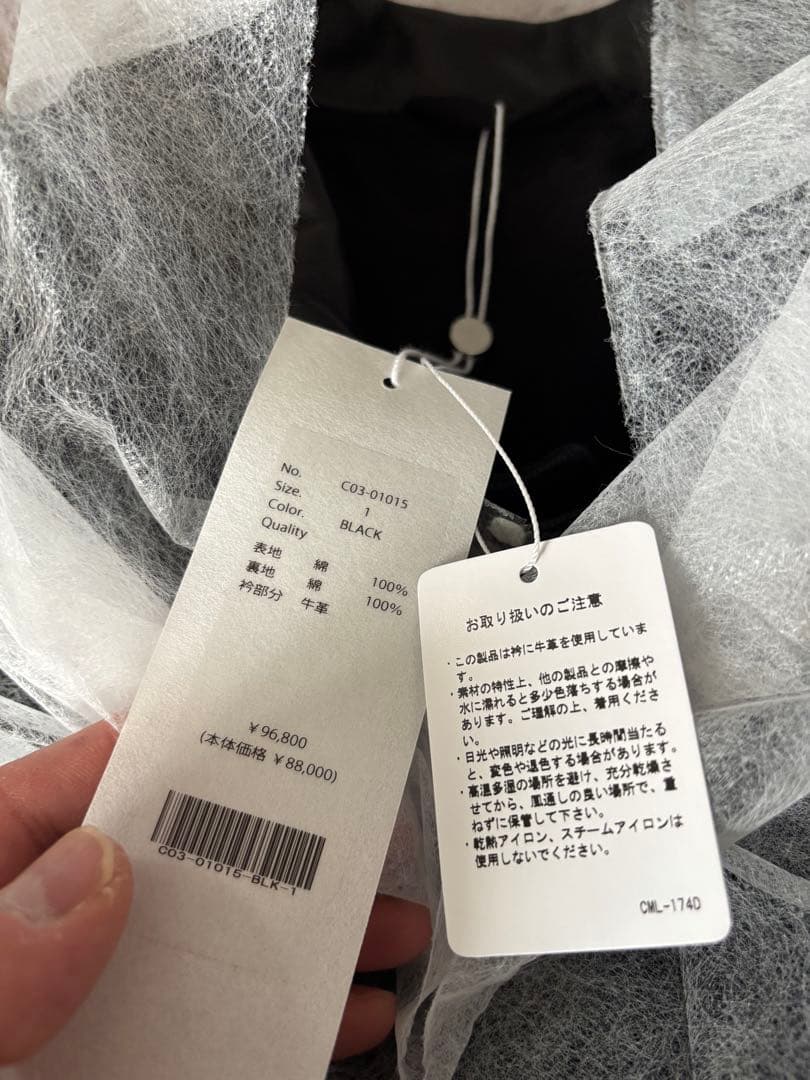 No. C03-01015
Size. 1
Color. BLACK
Quality
表地 綿 100%
裏地 綿 100%
衿部分 牛革
¥96,800
(本体価格 ¥88,000)
C03-01015-BLK-1
お取り扱いのご注意
・この製品は衿に牛革を使用していま
す。
・素材の特性上、他の製品との摩擦や
水に濡れると多少色落ちする場合が
あります。ご理解の上、着用くださ
い。
・日光や照明などの光に長時間当たる
と、変色や退色する場合があります。
・高温多湿の場所を避け、充分乾燥さ
せてから、風通しの良い場所で、重
ねずに保管して下さい。
・乾熱アイロン、スチームアイロンは
使用しないでください。
CML-174D